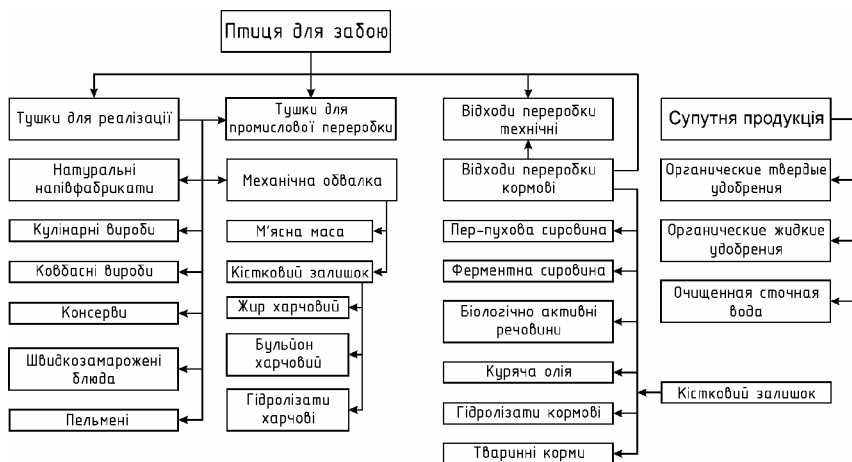 Птиця для забою
Тушки для реалізації
Тушки для
промислової переробки
Відходи переробки
технічні
Супутня продукція
Натуральні
напівфабрикати
Механічна обвалка
Відходи переробки
кормові
Органические твердые
удобрения
Кулінарні вироби
М'ясна маса
Пер-пухова сировина
Органические жидкие
удобрения
Ковбасні вироби
Кістковий залишок
Ферментна сировина
Консерви
Жир харчовий
Біологічно активні
речовини
Очищенная сточная
вода
Швидкозаморожені
блюда
Бульйон
харчовий
Куряча олія
Кістковий залишок
Пельмені
Гідролізати
харчові
Гідролізати кормові
Тваринні корми